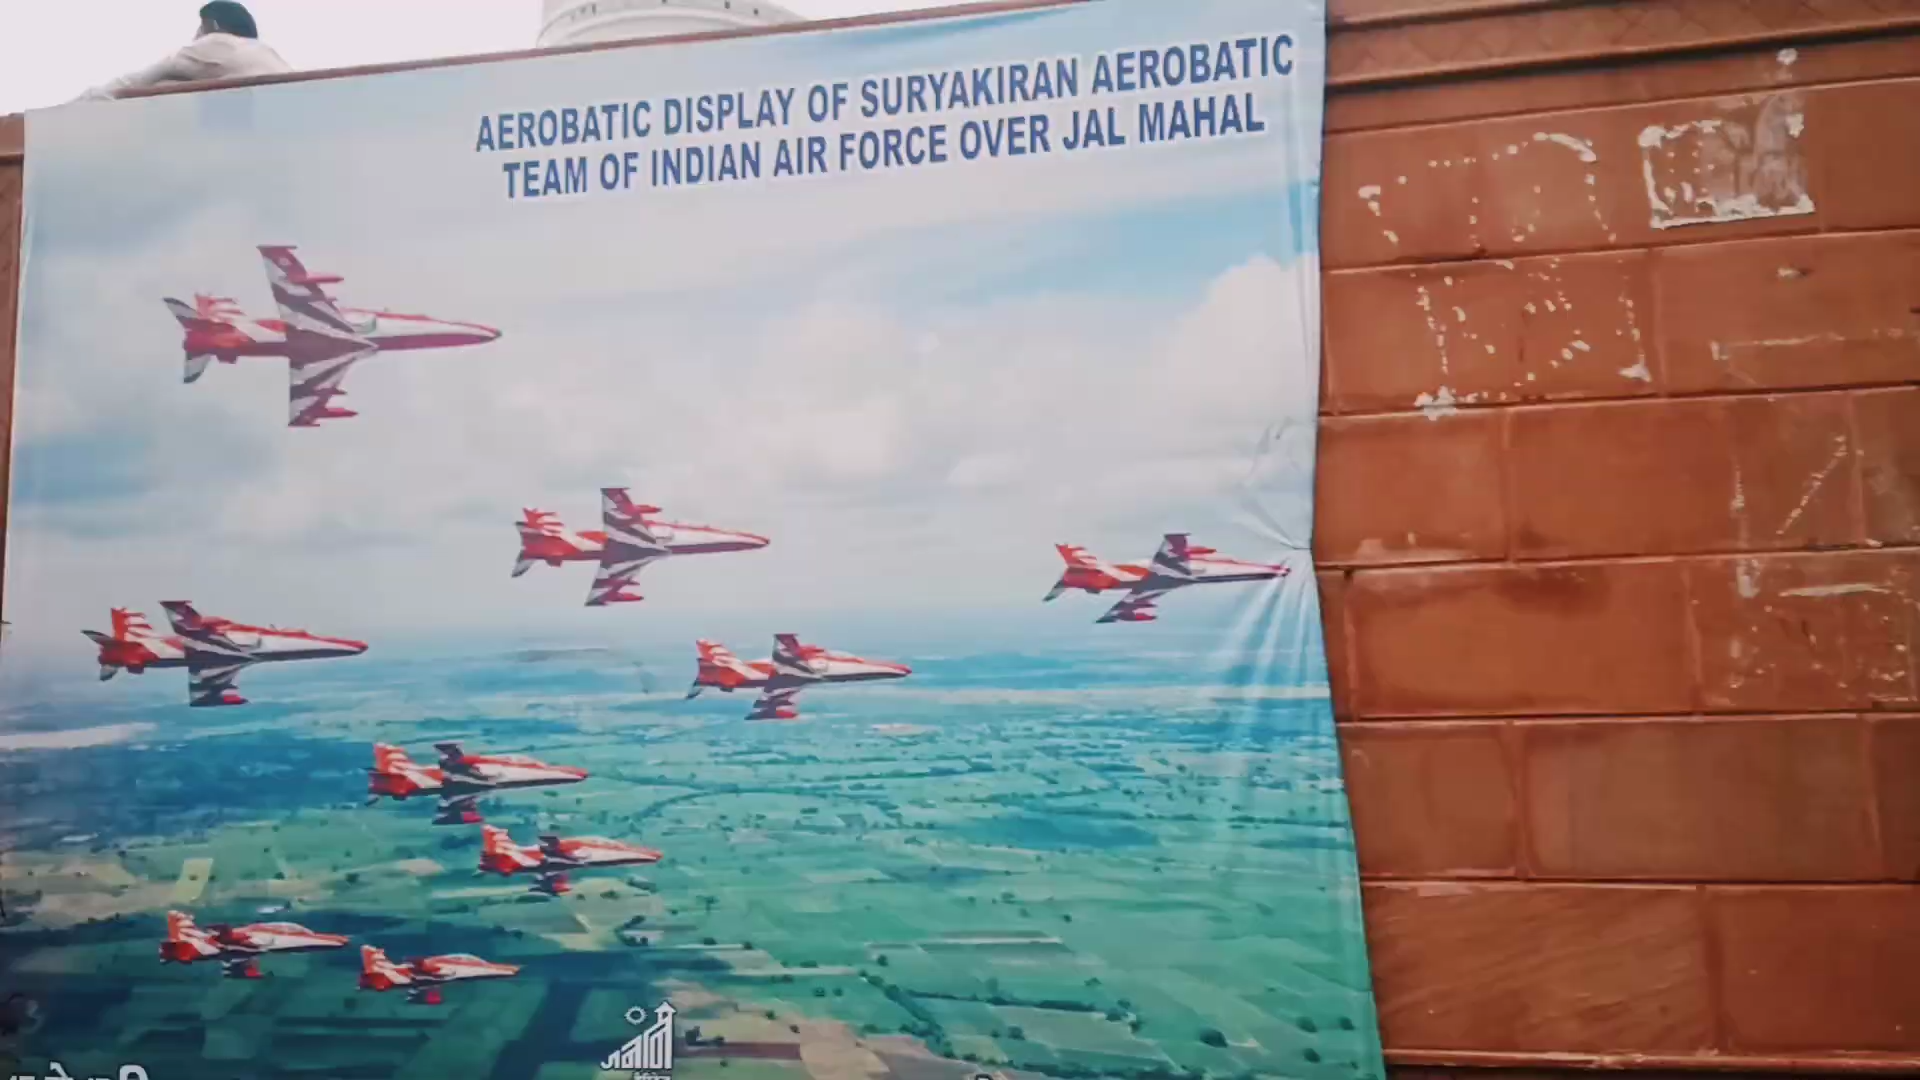 AEROBATIC DISPLAY OF SURYAKIRAN AEROBATIC
TEAM OF INDIAN AIR FORCE OVER JAL MAHAL